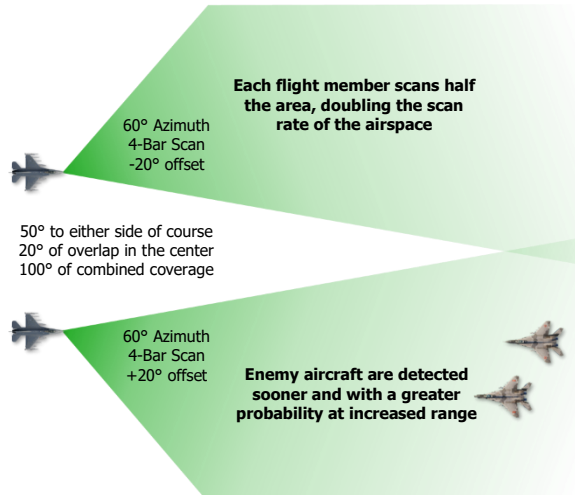 Each flight member scans half
the area, doubling the scan
rate of the airspace
60° Azimuth
4-Bar Scan
-20° offset
50° to either side of course
20° of overlap in the center
100° of combined coverage
60° Azimuth
4-Bar Scan
+20° offset
Enemy aircraft are detected
sooner and with a greater
probability at increased range